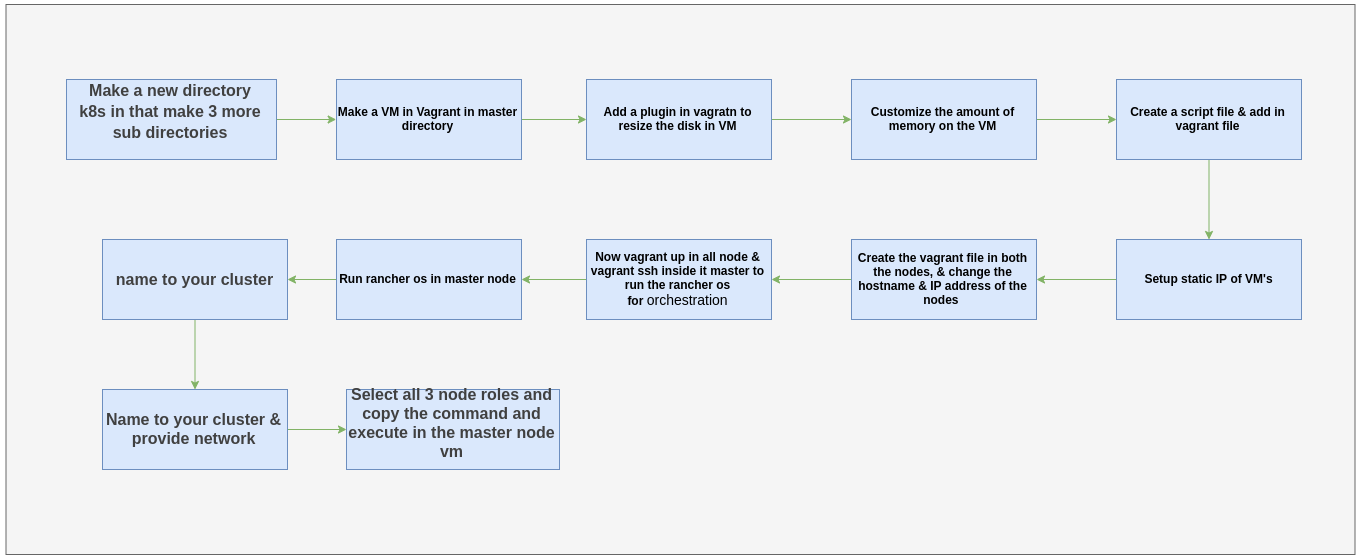 Make a new directory
k8s in that make 3 more
sub directories
Make a VM in Vagrant in master
directory
Add a plugin in vagratn to
resize the disk in VM
Customize the amount of
memory on the VM
Create a script file & add in
vagrant file
Setup static IP of VM's
Create the vagrant file in both
the nodes, & change the
hostname & IP address of the
nodes
Now vagrant up in all node &
vagrant ssh inside it master to
run the rancher os
for orchestration
Run rancher os in master node
name to your cluster
Name to your cluster &
provide network
Select all 3 node roles and
copy the command and
execute in the master node
vm